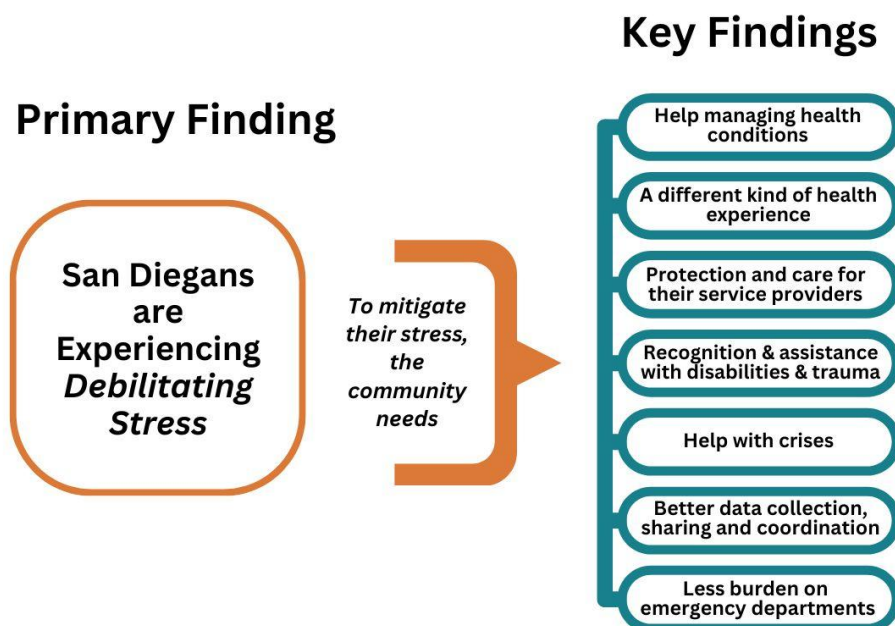 Key Findings
Primary Finding
San Diegans
are
Experiencing
Debilitating
Stress
To mitigate
their stress,
the
community
needs
Help managing health
conditions
A different kind of health
experience
Protection and care for
their service providers
Recognition & assistance
with disabilities & trauma
Help with crises
Better data collection,
sharing and coordination
Less burden on
emergency departments